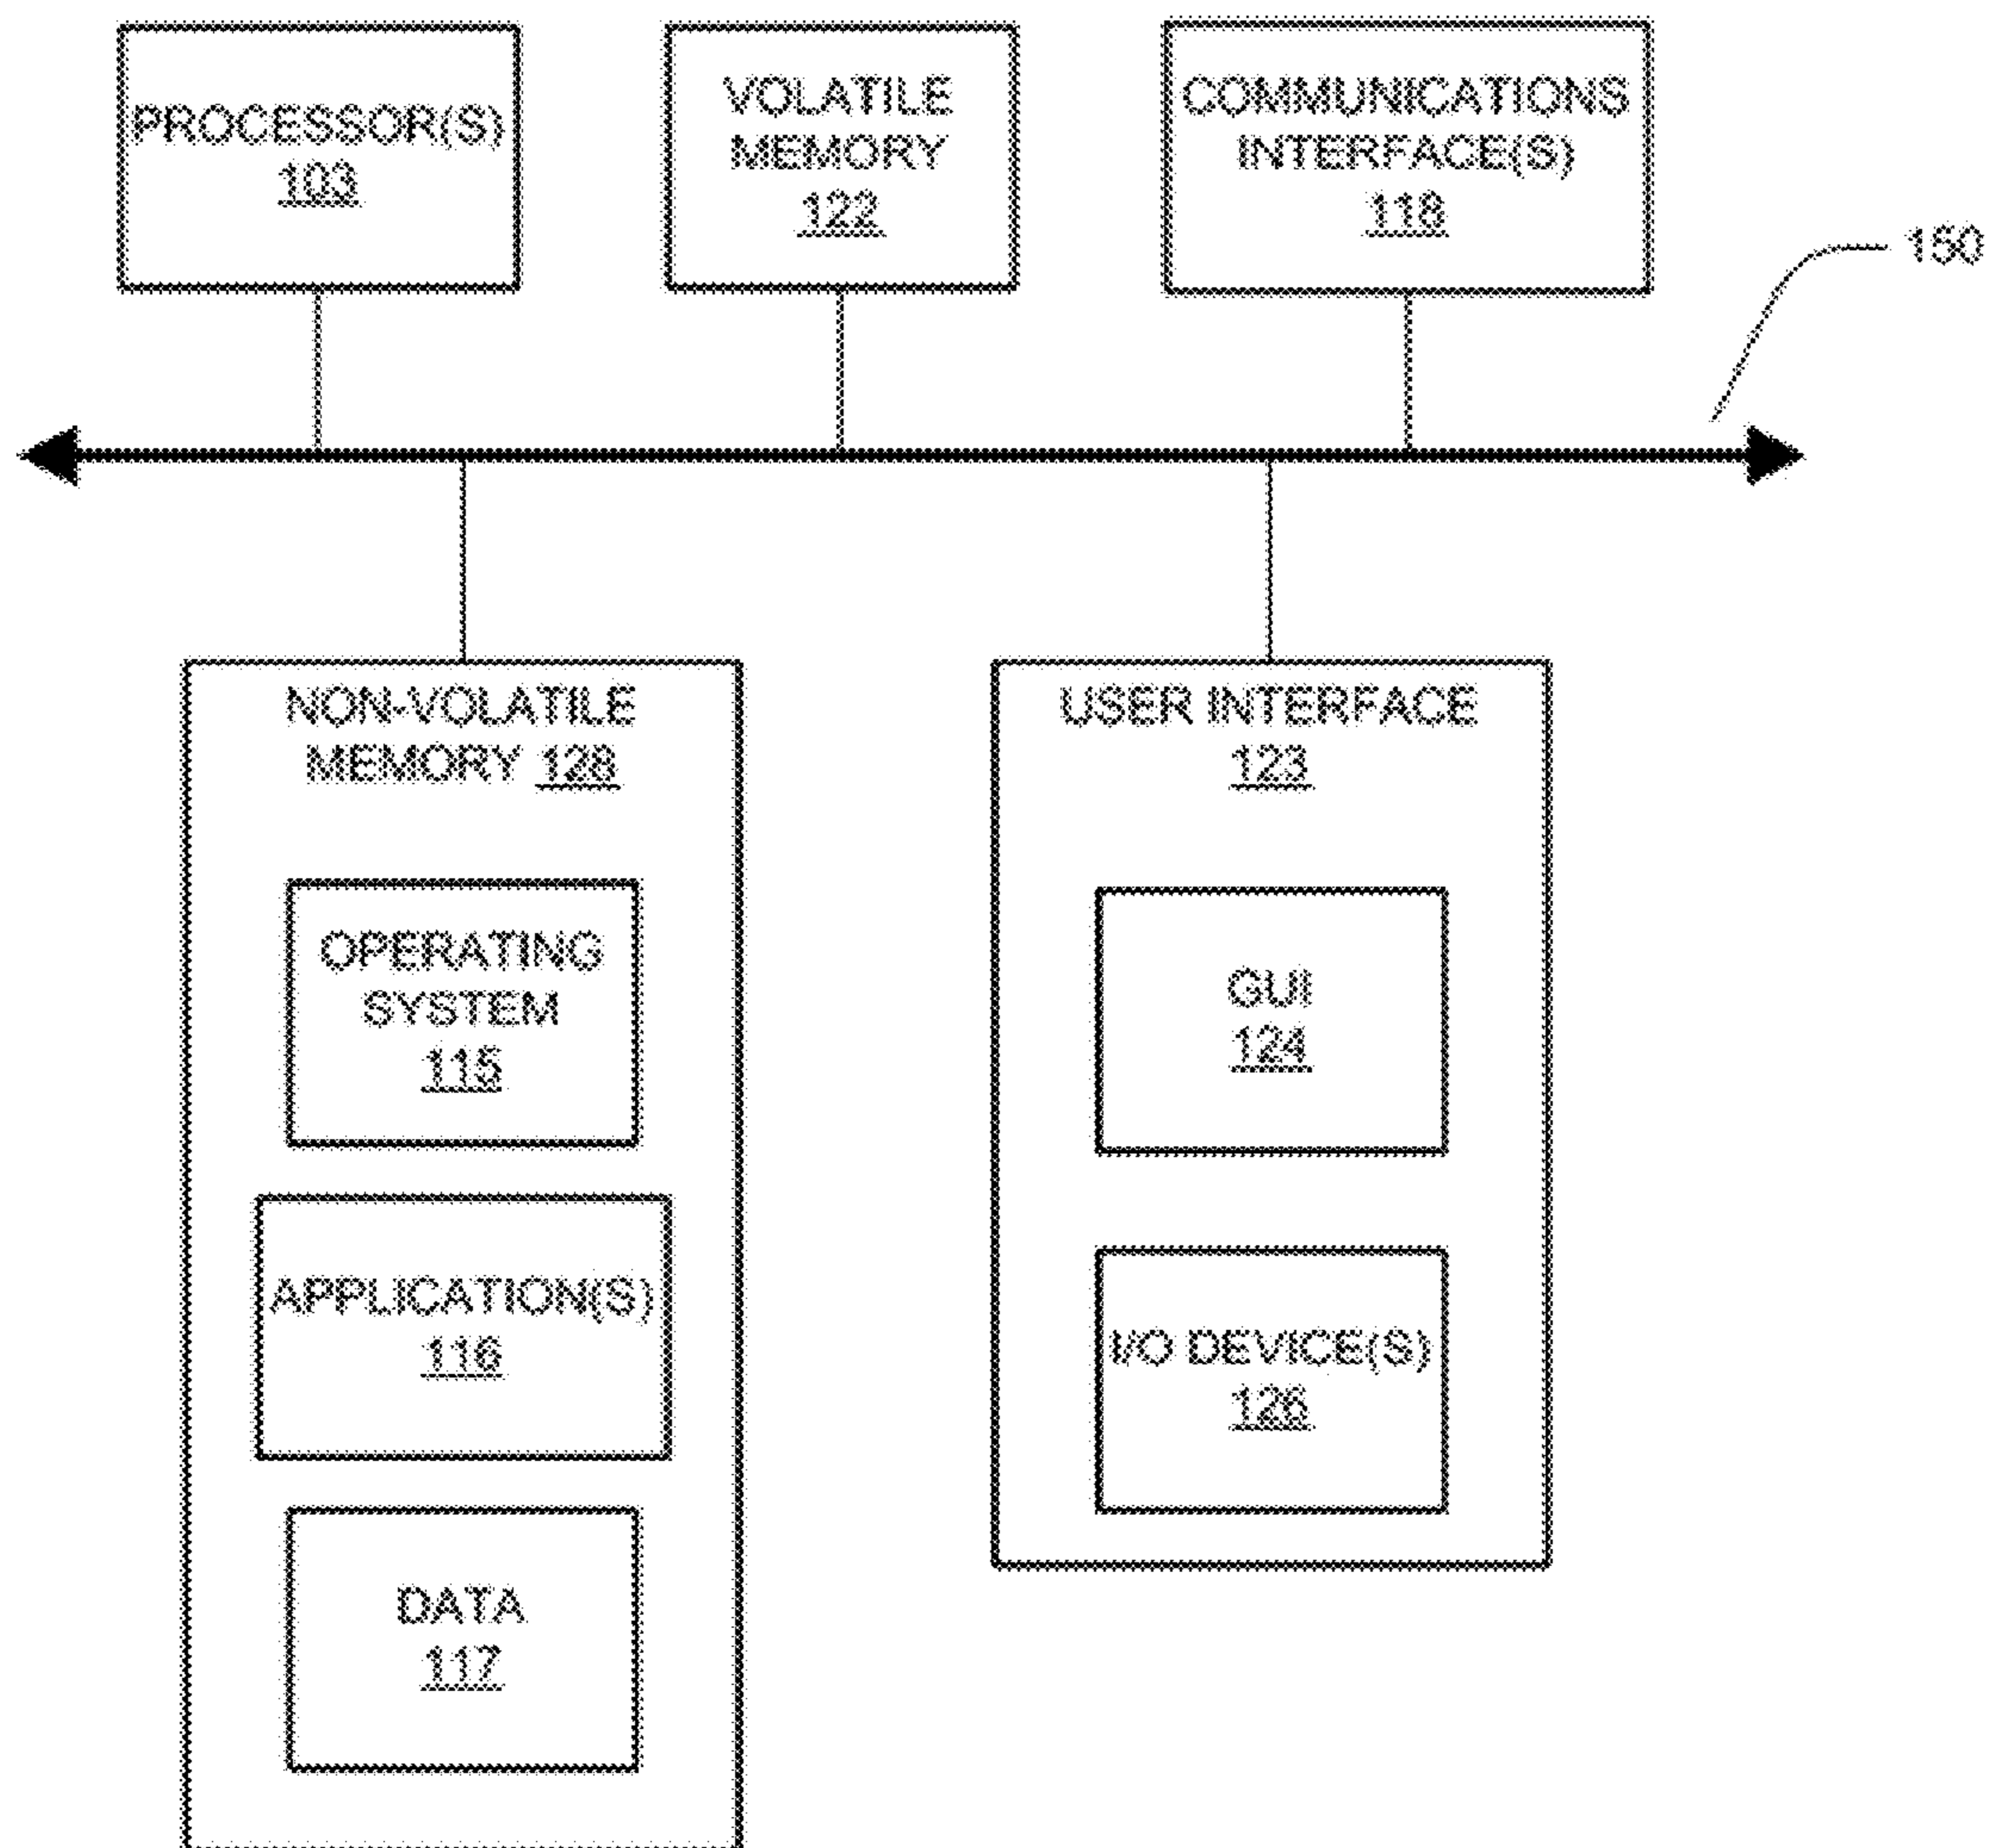 PROCESSOR(S)
103
VOLATILE
MEMORY
122
COMMUNICATIONS
INTERFACE(S)
118
150
NON-VOLATILE
MEMORY 128
OPERATING
SYSTEM
115
APPLICATION(S)
116
DATA
117
USER INTERFACE
123
GUI
124
I/O DEVICE(S)
126